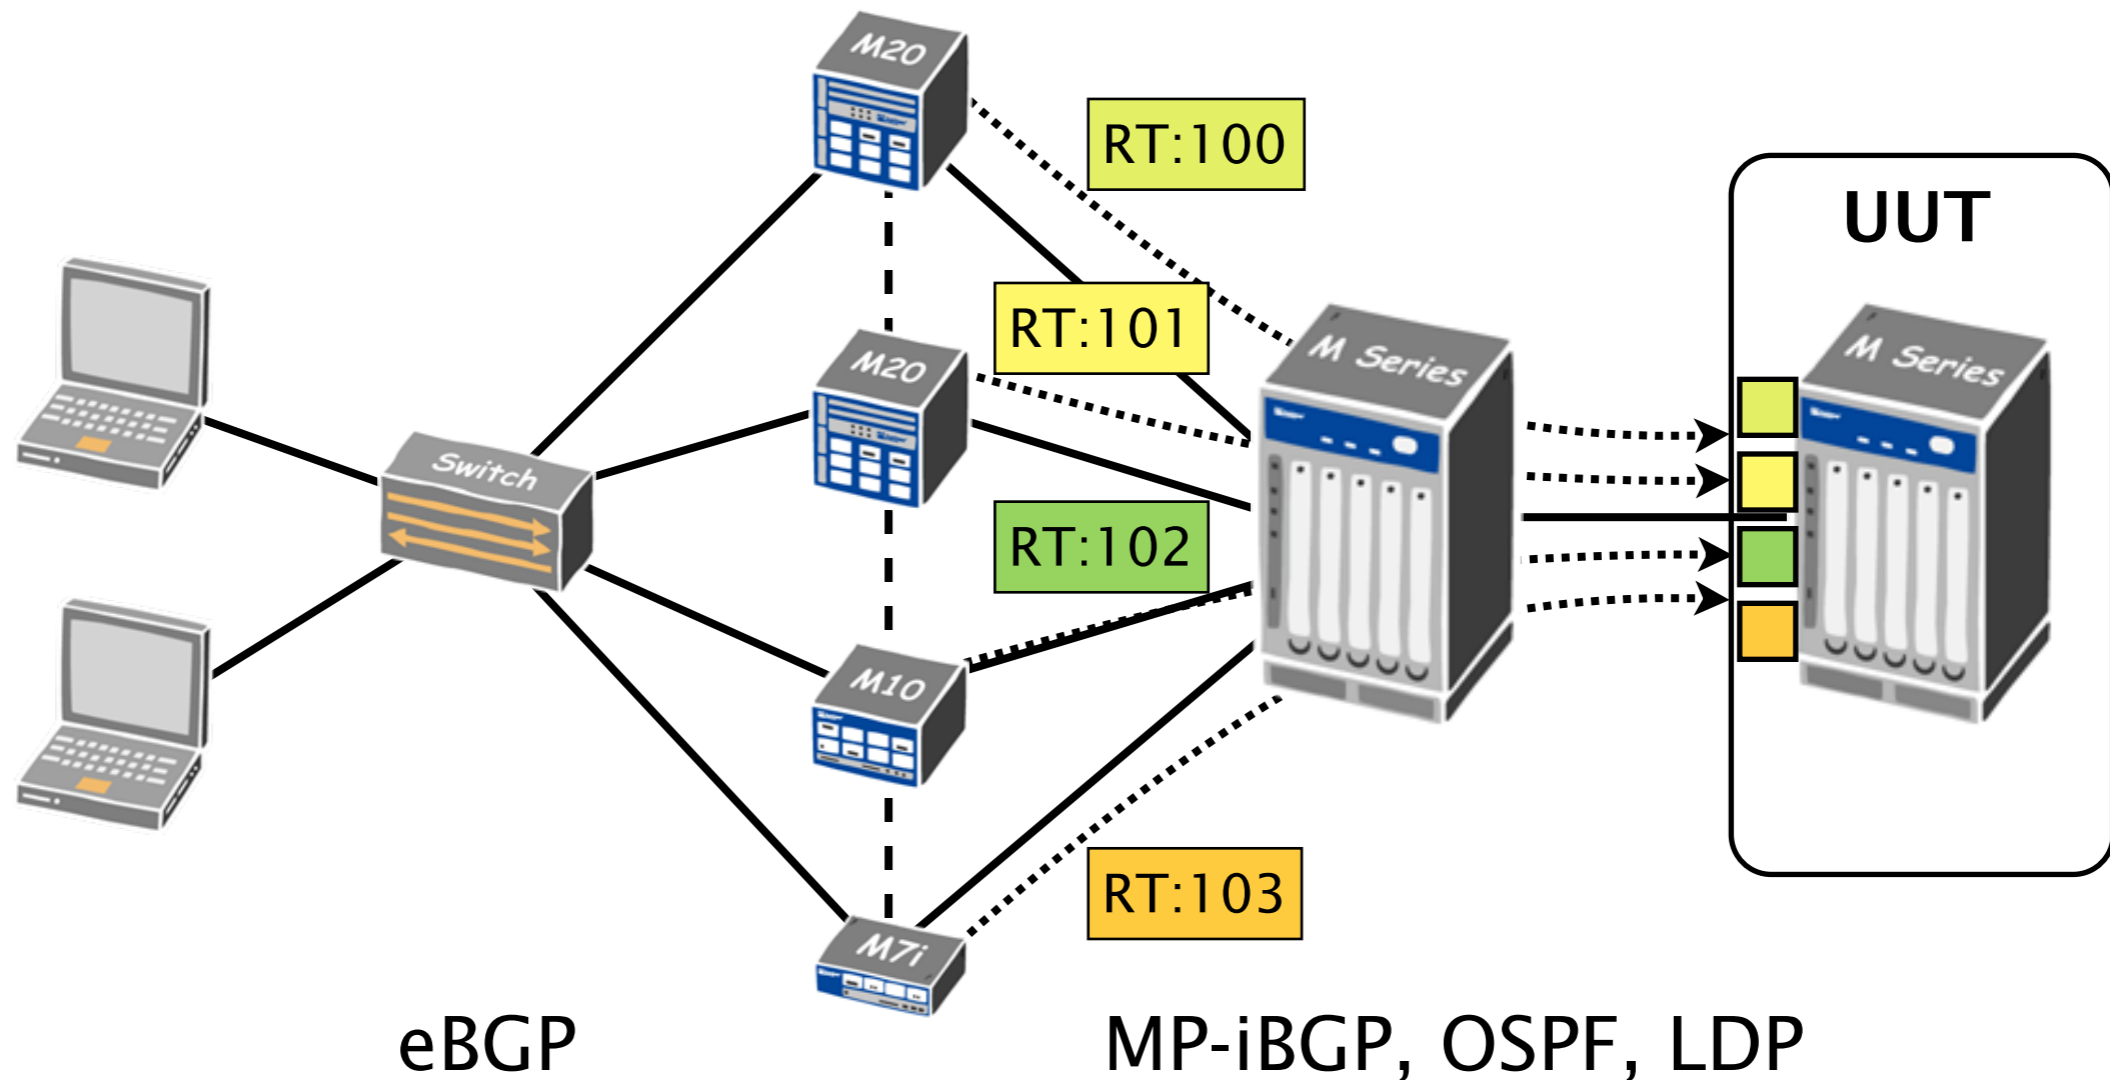 M20
RT:100
UUT
RT:101
M20
M Series
M Series
Switch
RT:102
M10
RT:103
M7i
eBGP
MP-iBGP, OSPF, LDP